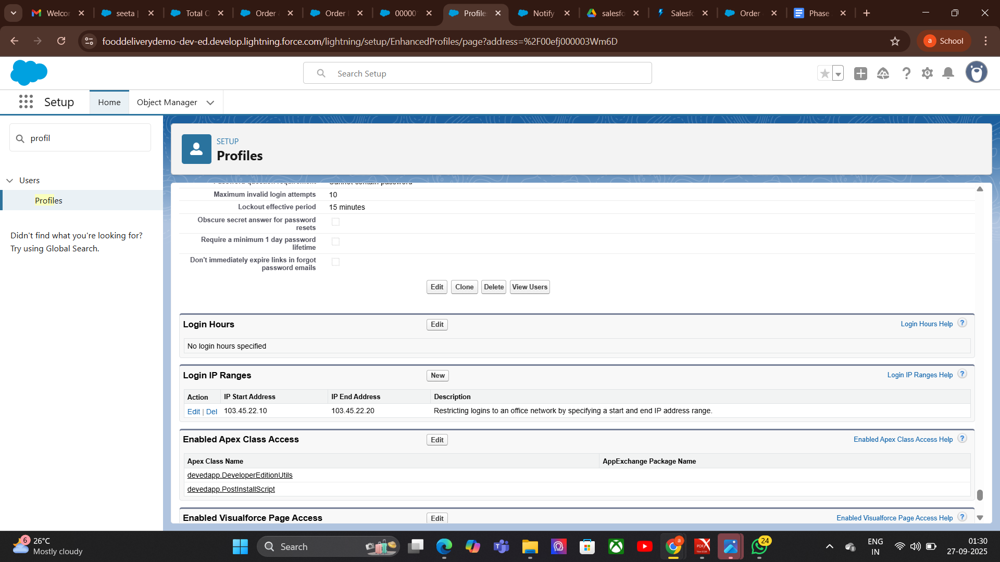 Welcor
seeta |
Total C
Order
Order
00000
Profile
Notify
salesfo
Salesfo
Order
Phase
fooddeliverydemo-dev-ed.develop.lightning.force.com/lightning/setup/EnhancedProfiles/page?address=%2F00efj000003Wm6D
a School
Search Setup
Setup
Home
Object Manager
profil
Users
Profiles
Didn't find what you're looking for?
Try using Global Search.
SETUP
Profiles
Password question requirement Cannot contain password
Maximum invalid login attempts 10
Lockout effective period 15 minutes
Obscure secret answer for password
resets
Require a minimum 1 day password
lifetime
Don't immediately expire links in forgot
password emails
Edit Clone Delete View Users
Login Hours Edit Login Hours Help ?
No login hours specified
Login IP Ranges New Login IP Ranges Help ?
Action IP Start Address IP End Address Description
Edit | Del 103.45.22.10 103.45.22.20 Restricting logins to an office network by specifying a start and end IP address range.
Enabled Apex Class Access Edit Enabled Apex Class Access Help ?
Apex Class Name AppExchange Package Name
devedapp.DeveloperEditionUtils
devedapp.PostInstallScript
Enabled Visualforce Page Access Edit Enabled Visualforce Page Access Help ?
6 26°C
Mostly cloudy
Search
PDF
24
ENG
IN
01:30
27-09-2025